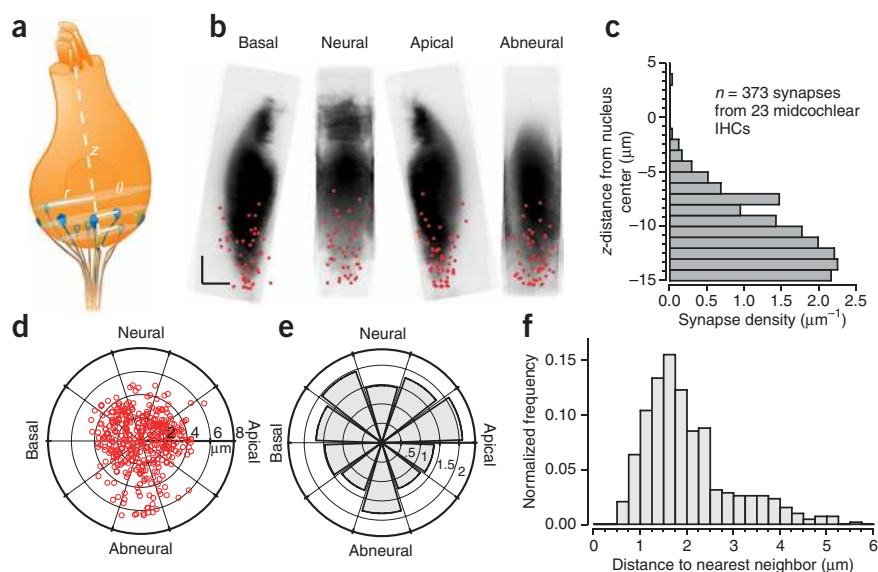 a
z
r
θ
b
Basal
Neural
Apical
Abneural
c
5
0
−5
−10
−15
z-distance from nucleus
center (μm)
n = 373 synapses
from 23 midcochlear
IHCs
0.0 0.5 1.0 1.5 2.0 2.5
Synapse density (μm−1)
d
Neural
Basal
Apical
Abneural
2 4 6 8
μm
e
Neural
Basal
Apical
Abneural
.5 1 1.5 2
f
Normalized frequency
0.15
0.10
0.05
0.00
0 1 2 3 4 5 6
Distance to nearest neighbor (μm)